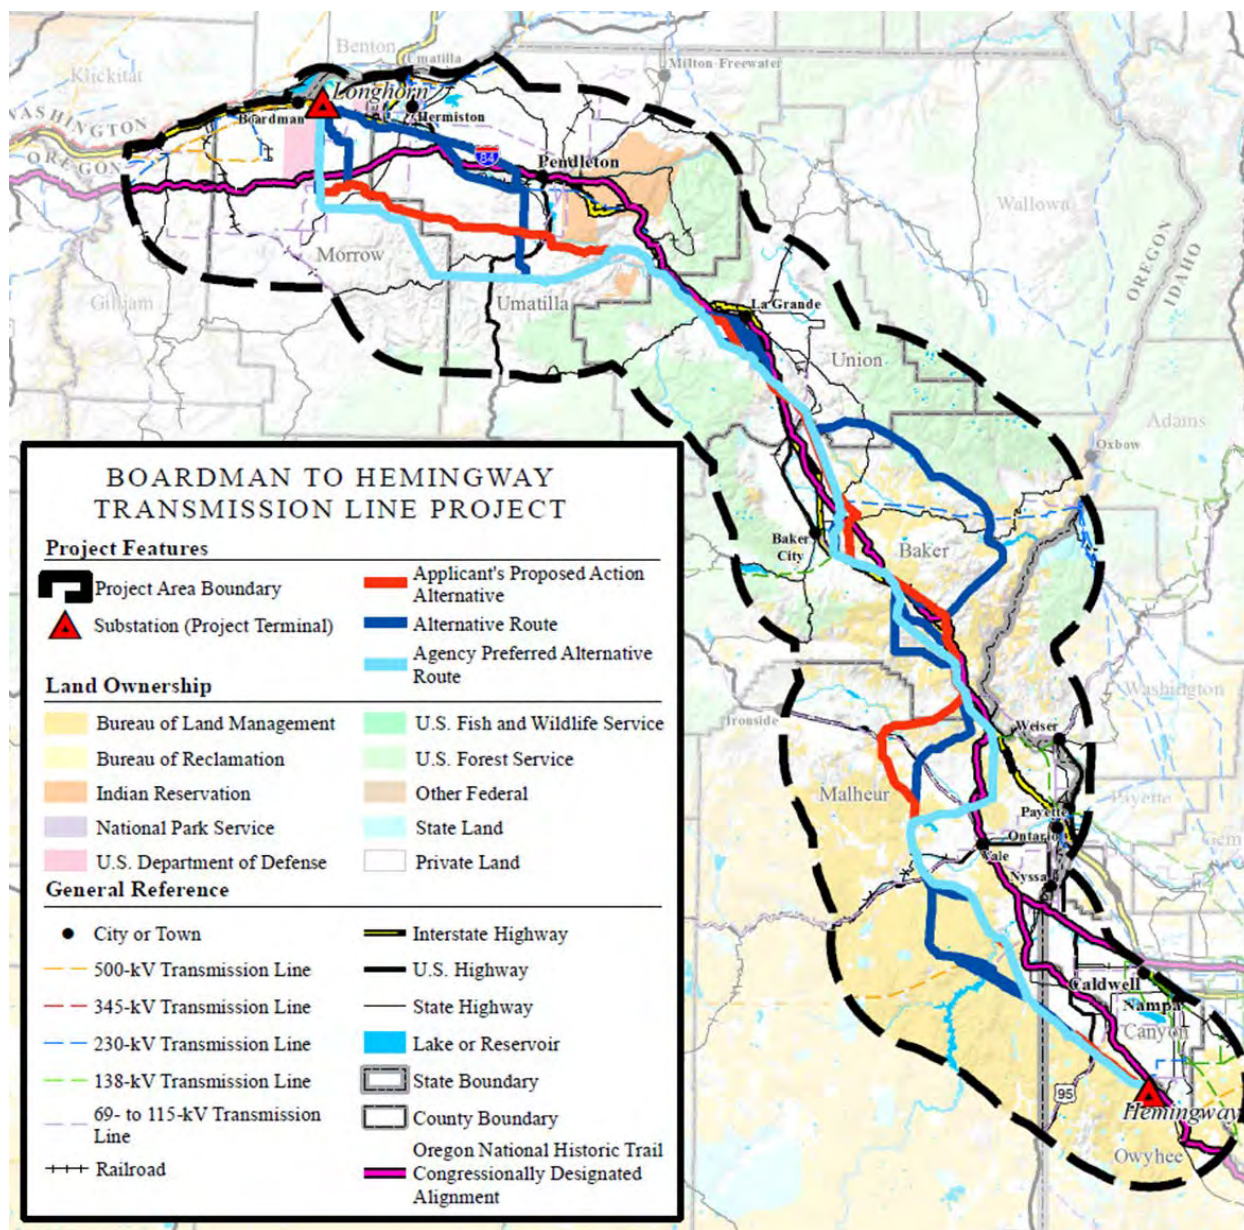 Benton
Umatilla
Klickitat
Milton-Freewater
Longhorn
Boardman
Hermiston
WASHINGTON
OREGON
84
Pendleton
Wallowa
OREGON
IDAHO
Morrow
Gilliam
Umatilla
La Grande
Union
Adams
Oxbow
Baker
City
Baker
Washington
Ironside
Weiser
Malheur
Payette
Payette
Ontario
Gem
Vale
Nyssa
Caldwell
Nampa
Canyon
95
Hemingway
Owyhee
BOARDMAN TO HEMINGWAY
TRANSMISSION LINE PROJECT
Project Features
Project Area Boundary
Substation (Project Terminal)
Applicant's Proposed Action
Alternative
Alternative Route
Agency Preferred Alternative
Route
Land Ownership
Bureau of Land Management
Bureau of Reclamation
Indian Reservation
National Park Service
U.S. Department of Defense
U.S. Fish and Wildlife Service
U.S. Forest Service
Other Federal
State Land
Private Land
General Reference
City or Town
500-kV Transmission Line
345-kV Transmission Line
230-kV Transmission Line
138-kV Transmission Line
69- to 115-kV Transmission
Line
Railroad
Interstate Highway
U.S. Highway
State Highway
Lake or Reservoir
State Boundary
County Boundary
Oregon National Historic Trail
Congressionally Designated
Alignment